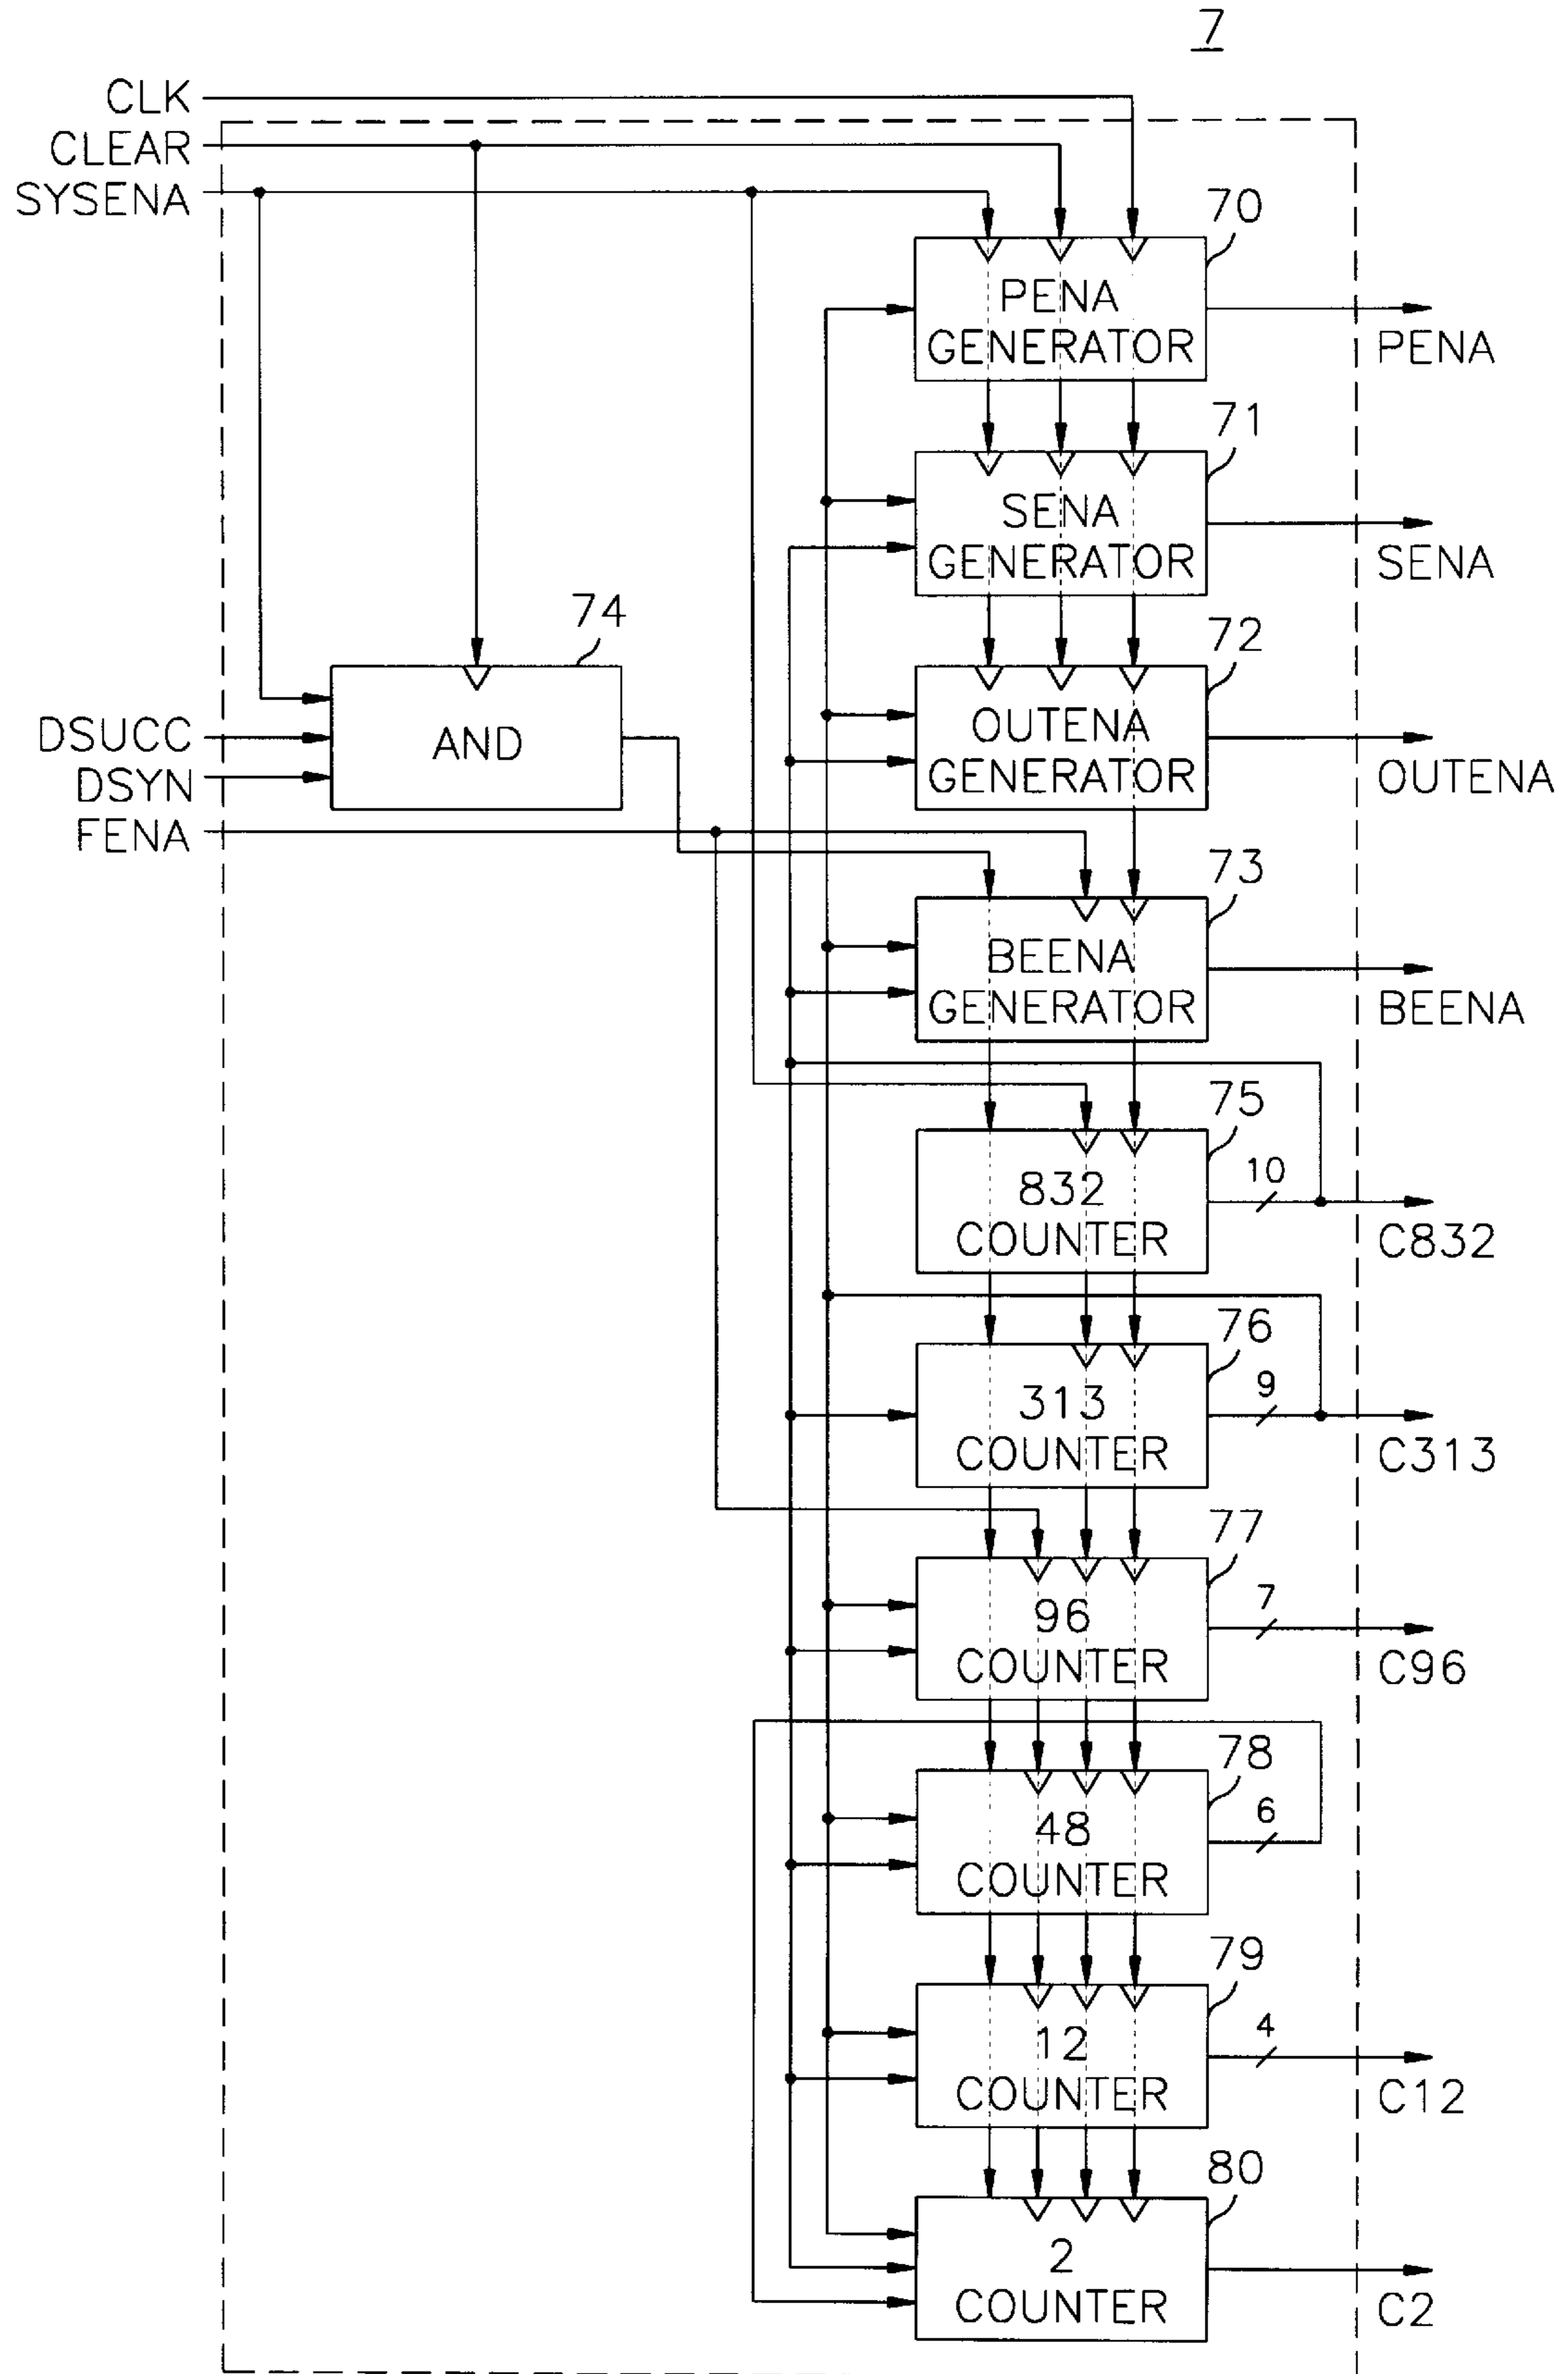 7
CLK
CLEAR
SYSENA
70
PENA
GENERATOR
PENA
71
SENA
GENERATOR
SENA
74
72
DSUCC
DSYN
FENA
AND
OUTENA
GENERATOR
OUTENA
73
BEENA
GENERATOR
BEENA
75
832
COUNTER
10
C832
76
313
COUNTER
9
C313
77
96
COUNTER
7
C96
78
48
COUNTER
6
79
12
COUNTER
4
C12
80
2
COUNTER
C2